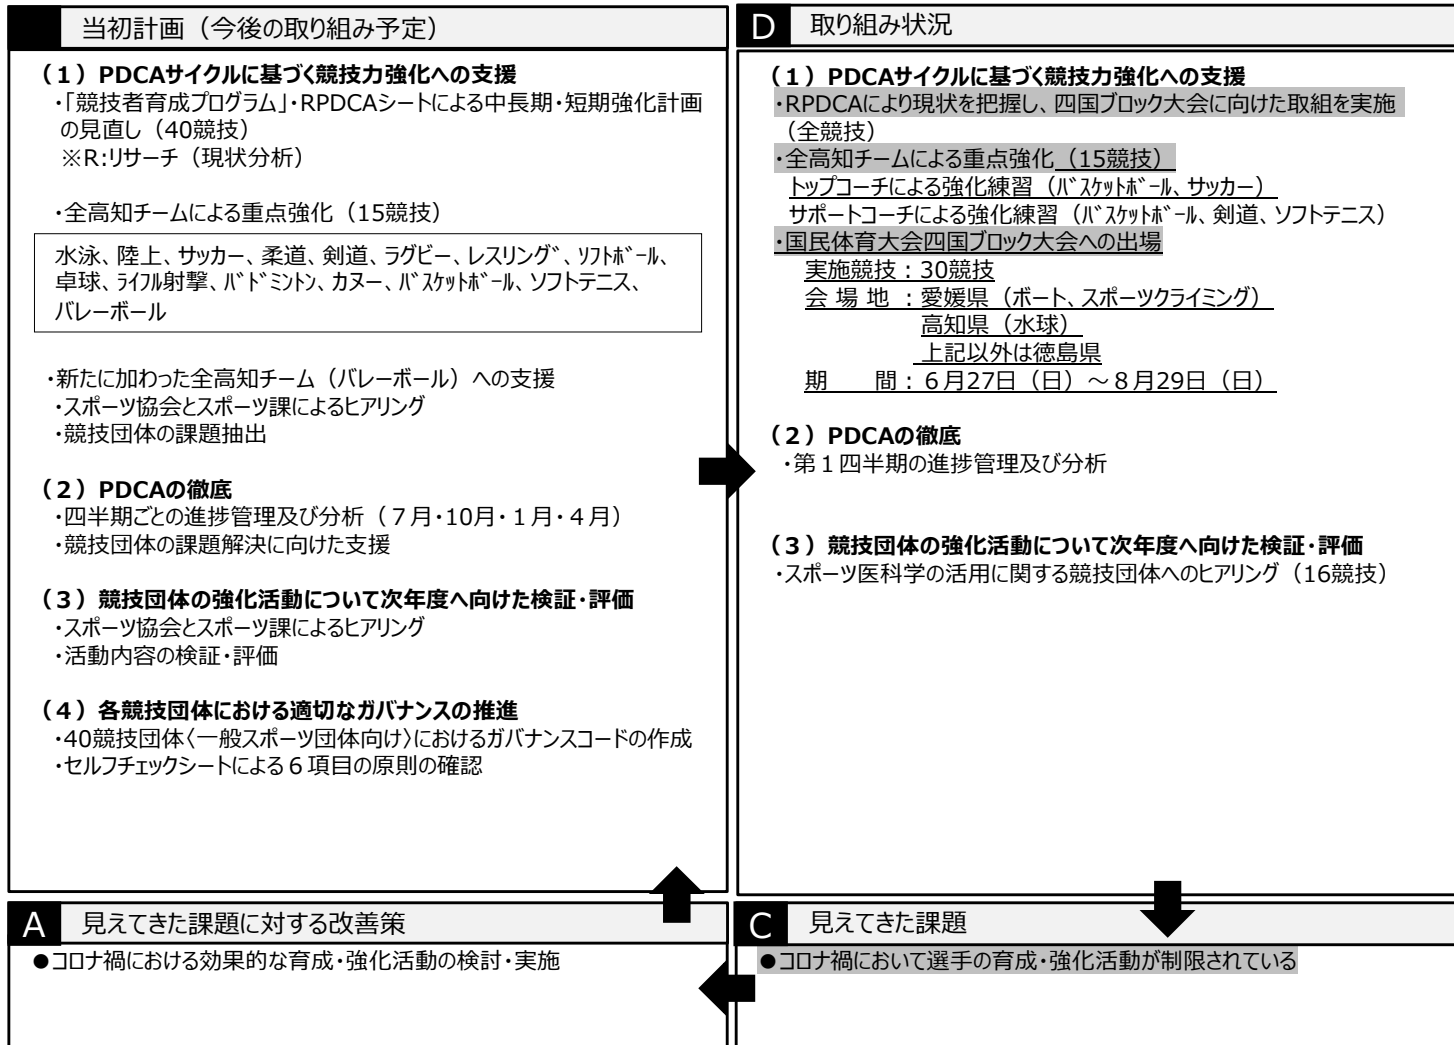 当初計画（今後の取り組み予定）
（１）PDCAサイクルに基づく競技力強化への支援
・「競技者育成プログラム」・RPDCAシートによる中長期・短期強化計画
の見直し（40競技）
※R:リサーチ（現状分析）
・全高知チームによる重点強化（15競技）
水泳、陸上、サッカー、柔道、剣道、ラグビー、レスリング、ソフトボール、
卓球、ライフル射撃、バドミントン、カヌー、バスケットボール、ソフトテニス、
バレーボール
・新たに加わった全高知チーム（バレーボール）への支援
・スポーツ協会とスポーツ課によるヒアリング
・競技団体の課題抽出
（２）PDCAの徹底
・四半期ごとの進捗管理及び分析（７月・10月・１月・４月）
・競技団体の課題解決に向けた支援
（３）競技団体の強化活動について次年度へ向けた検証・評価
・スポーツ協会とスポーツ課によるヒアリング
・活動内容の検証・評価
（４）各競技団体における適切なガバナンスの推進
・40競技団体〈一般スポーツ団体向け〉におけるガバナンスコードの作成
・セルフチェックシートによる６項目の原則の確認
D 取り組み状況
（１）PDCAサイクルに基づく競技力強化への支援
・RPDCAにより現状を把握し、四国ブロック大会に向けた取組を実施
（全競技）
・全高知チームによる重点強化（15競技）
トップコーチによる強化練習（バスケットボール、サッカー）
サポートコーチによる強化練習（バスケットボール、剣道、ソフトテニス）
・国民体育大会四国ブロック大会への出場
実施競技：30競技
会 場 地 ：愛媛県（ボート、スポーツクライミング）
高知県（水球）
上記以外は徳島県
期　　間：６月27日（日）～８月29日（日）
（２）PDCAの徹底
・第１四半期の進捗管理及び分析
（３）競技団体の強化活動について次年度へ向けた検証・評価
・スポーツ医科学の活用に関する競技団体へのヒアリング（16競技）
A 見えてきた課題に対する改善策
●コロナ禍における効果的な育成・強化活動の検討・実施
C 見えてきた課題
●コロナ禍において選手の育成・強化活動が制限されている